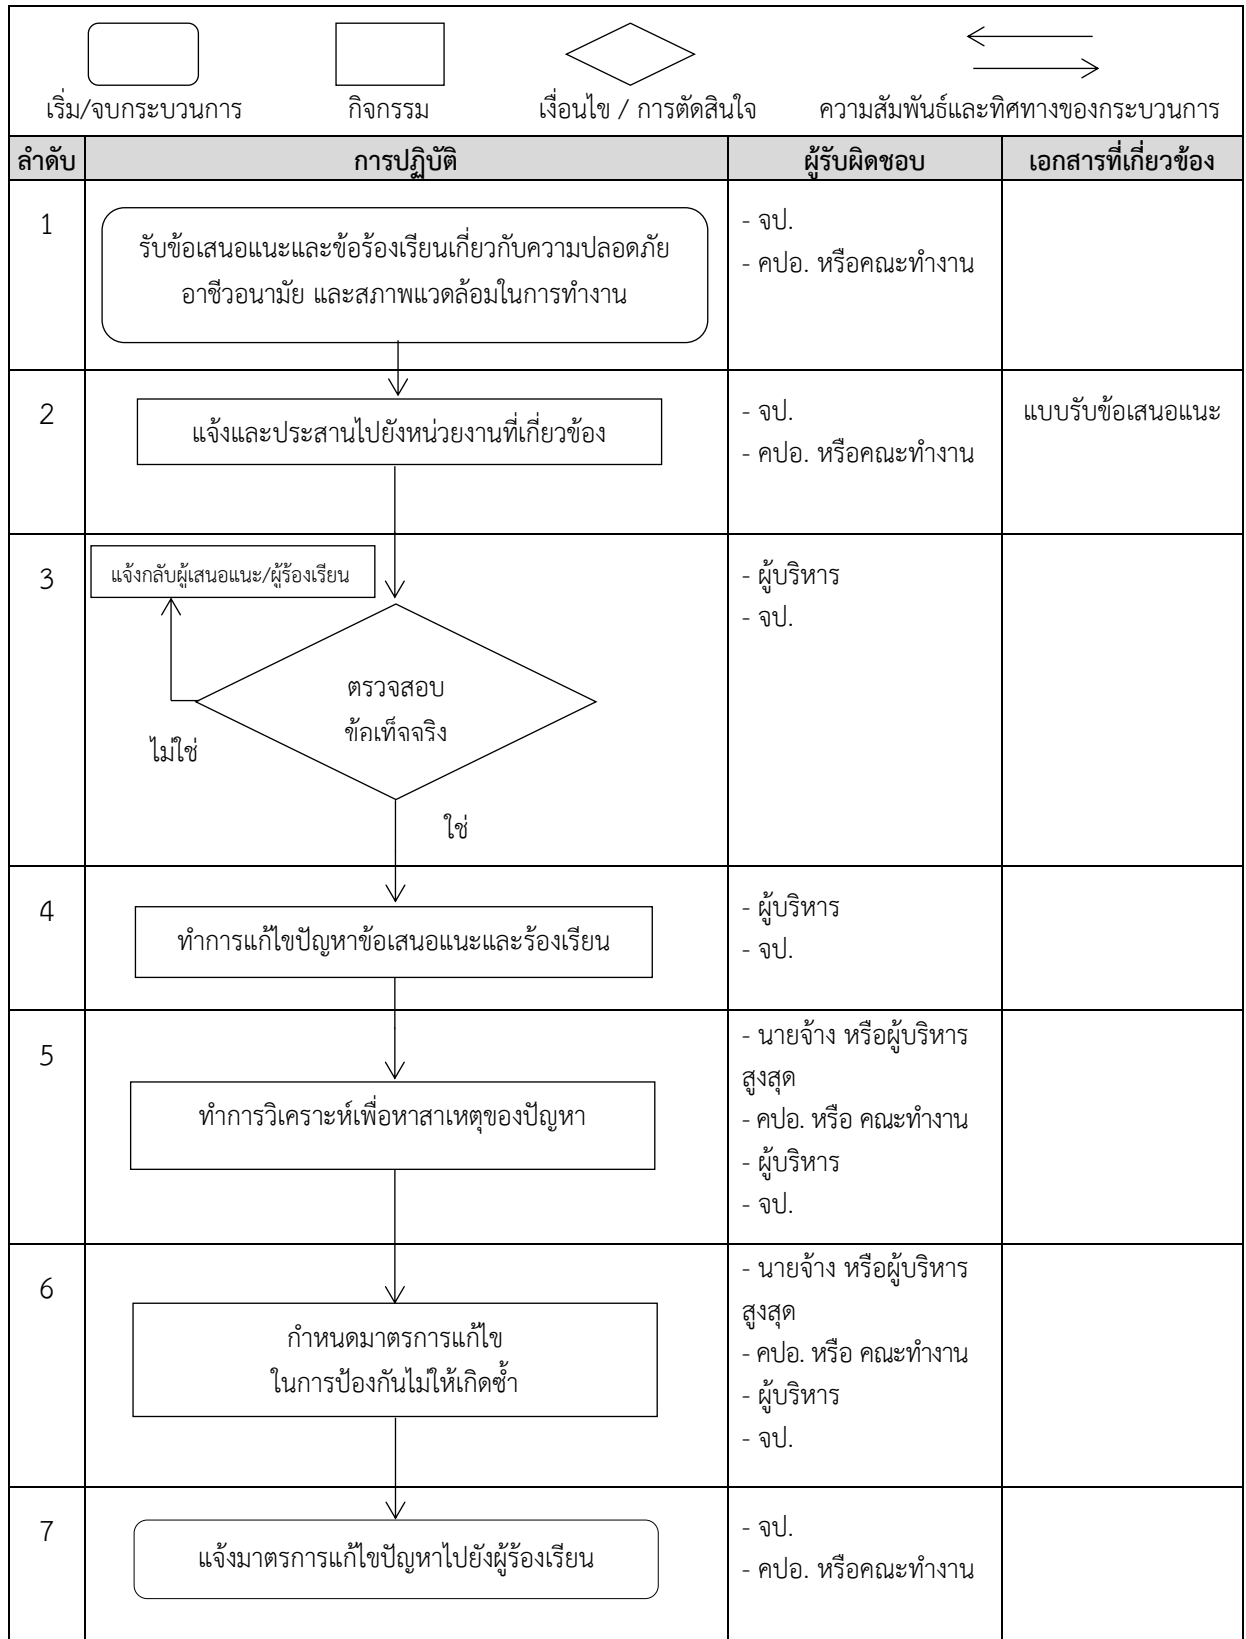 เริ่ม/จบกระบวนการ กิจกรรม เงื่อนไข / การตัดสินใจ ความสัมพันธ์และทิศทางของกระบวนการ
ลำดับ การปฏิบัติ ผู้รับผิดชอบ เอกสารที่เกี่ยวข้อง
1
รับข้อเสนอแนะและข้อร้องเรียนเกี่ยวกับความปลอดภัย
อาชีวอนามัย และสภาพแวดล้อมในการทำงาน
- จป.
- คปอ. หรือคณะทำงาน
2
แจ้งและประสานไปยังหน่วยงานที่เกี่ยวข้อง
- จป.
- คปอ. หรือคณะทำงาน
แบบรับข้อเสนอแนะ
3
แจ้งกลับผู้เสนอแนะ/ผู้ร้องเรียน
ตรวจสอบ
ข้อเท็จจริง
ไม่ใช่
ใช่
- ผู้บริหาร
- จป.
4
ทำการแก้ไขปัญหาข้อเสนอแนะและร้องเรียน
- ผู้บริหาร
- จป.
5
ทำการวิเคราะห์เพื่อหาสาเหตุของปัญหา
- นายจ้าง หรือผู้บริหาร
สูงสุด
- คปอ. หรือ คณะทำงาน
- ผู้บริหาร
- จป.
6
กำหนดมาตรการแก้ไข
ในการป้องกันไม่ให้เกิดซ้ำ
- นายจ้าง หรือผู้บริหาร
สูงสุด
- คปอ. หรือ คณะทำงาน
- ผู้บริหาร
- จป.
7
แจ้งมาตรการแก้ไขปัญหาไปยังผู้ร้องเรียน
- จป.
- คปอ. หรือคณะทำงาน